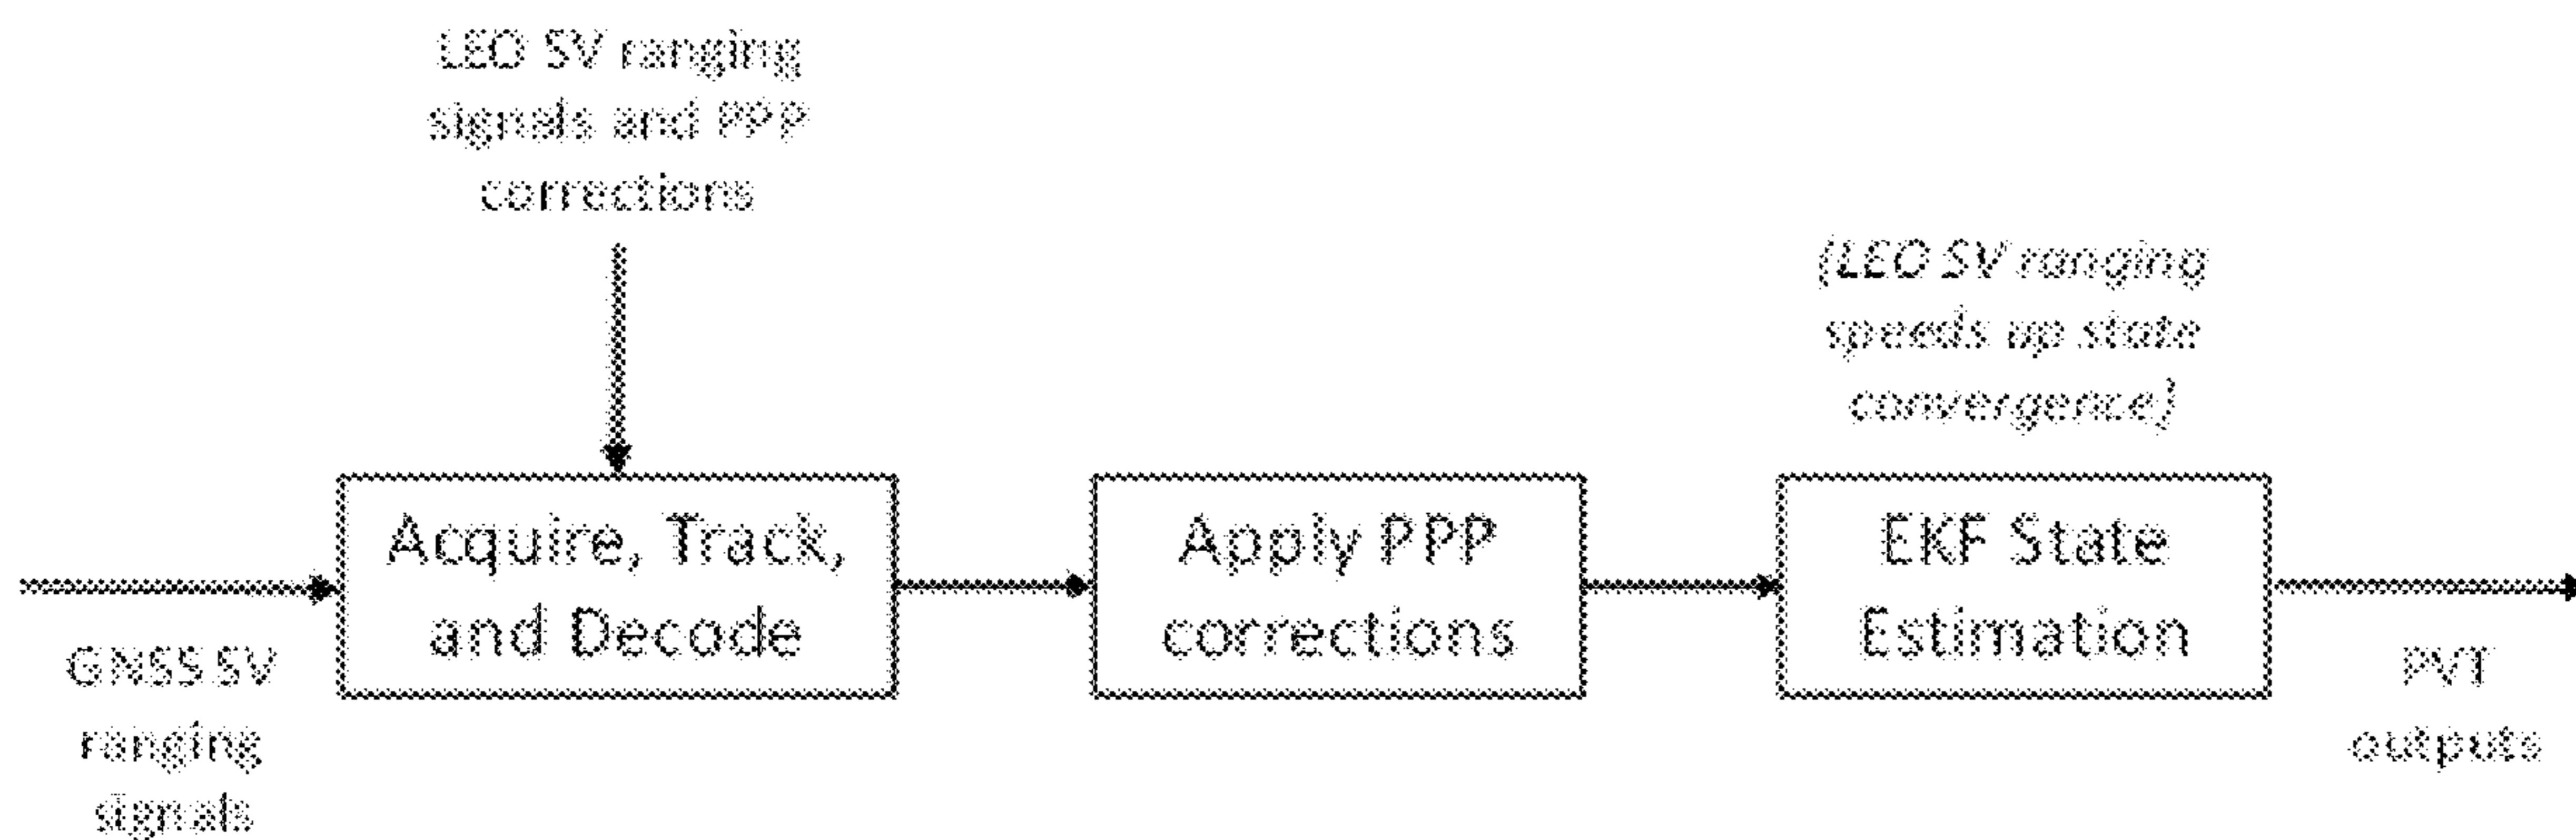 LEO SV ranging
signals and PPP
corrections
(LEO SV ranging
speeds up state
convergence)
Acquire, Track,
and Decode
Apply PPP
corrections
EKF State
Estimation
GNSS SV
ranging
signals
PVT
outputs